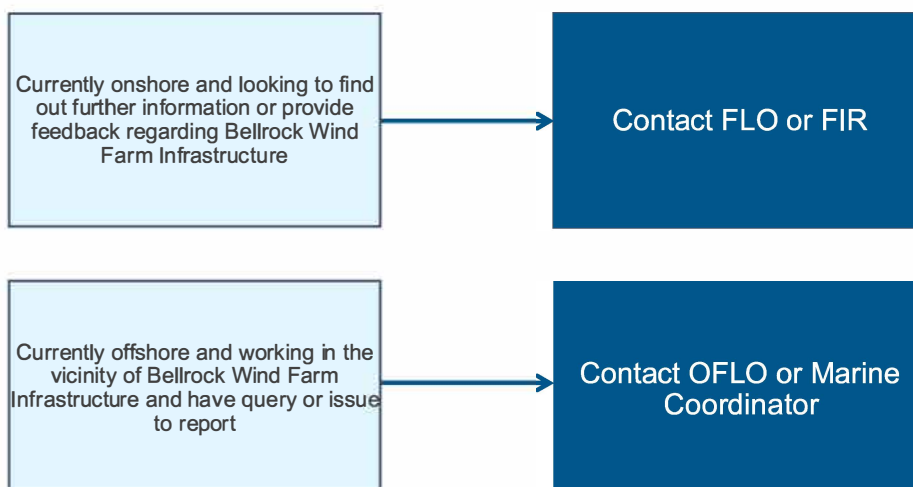 Currently onshore and looking to find
out further information or provide
feedback regarding Bellrock Wind
Farm Infrastructure
Contact FLO or FIR
Currently offshore and working in the
vicinity of Bellrock Wind Farm
Infrastructure and have query or issue
to report
Contact OFLO or Marine
Coordinator